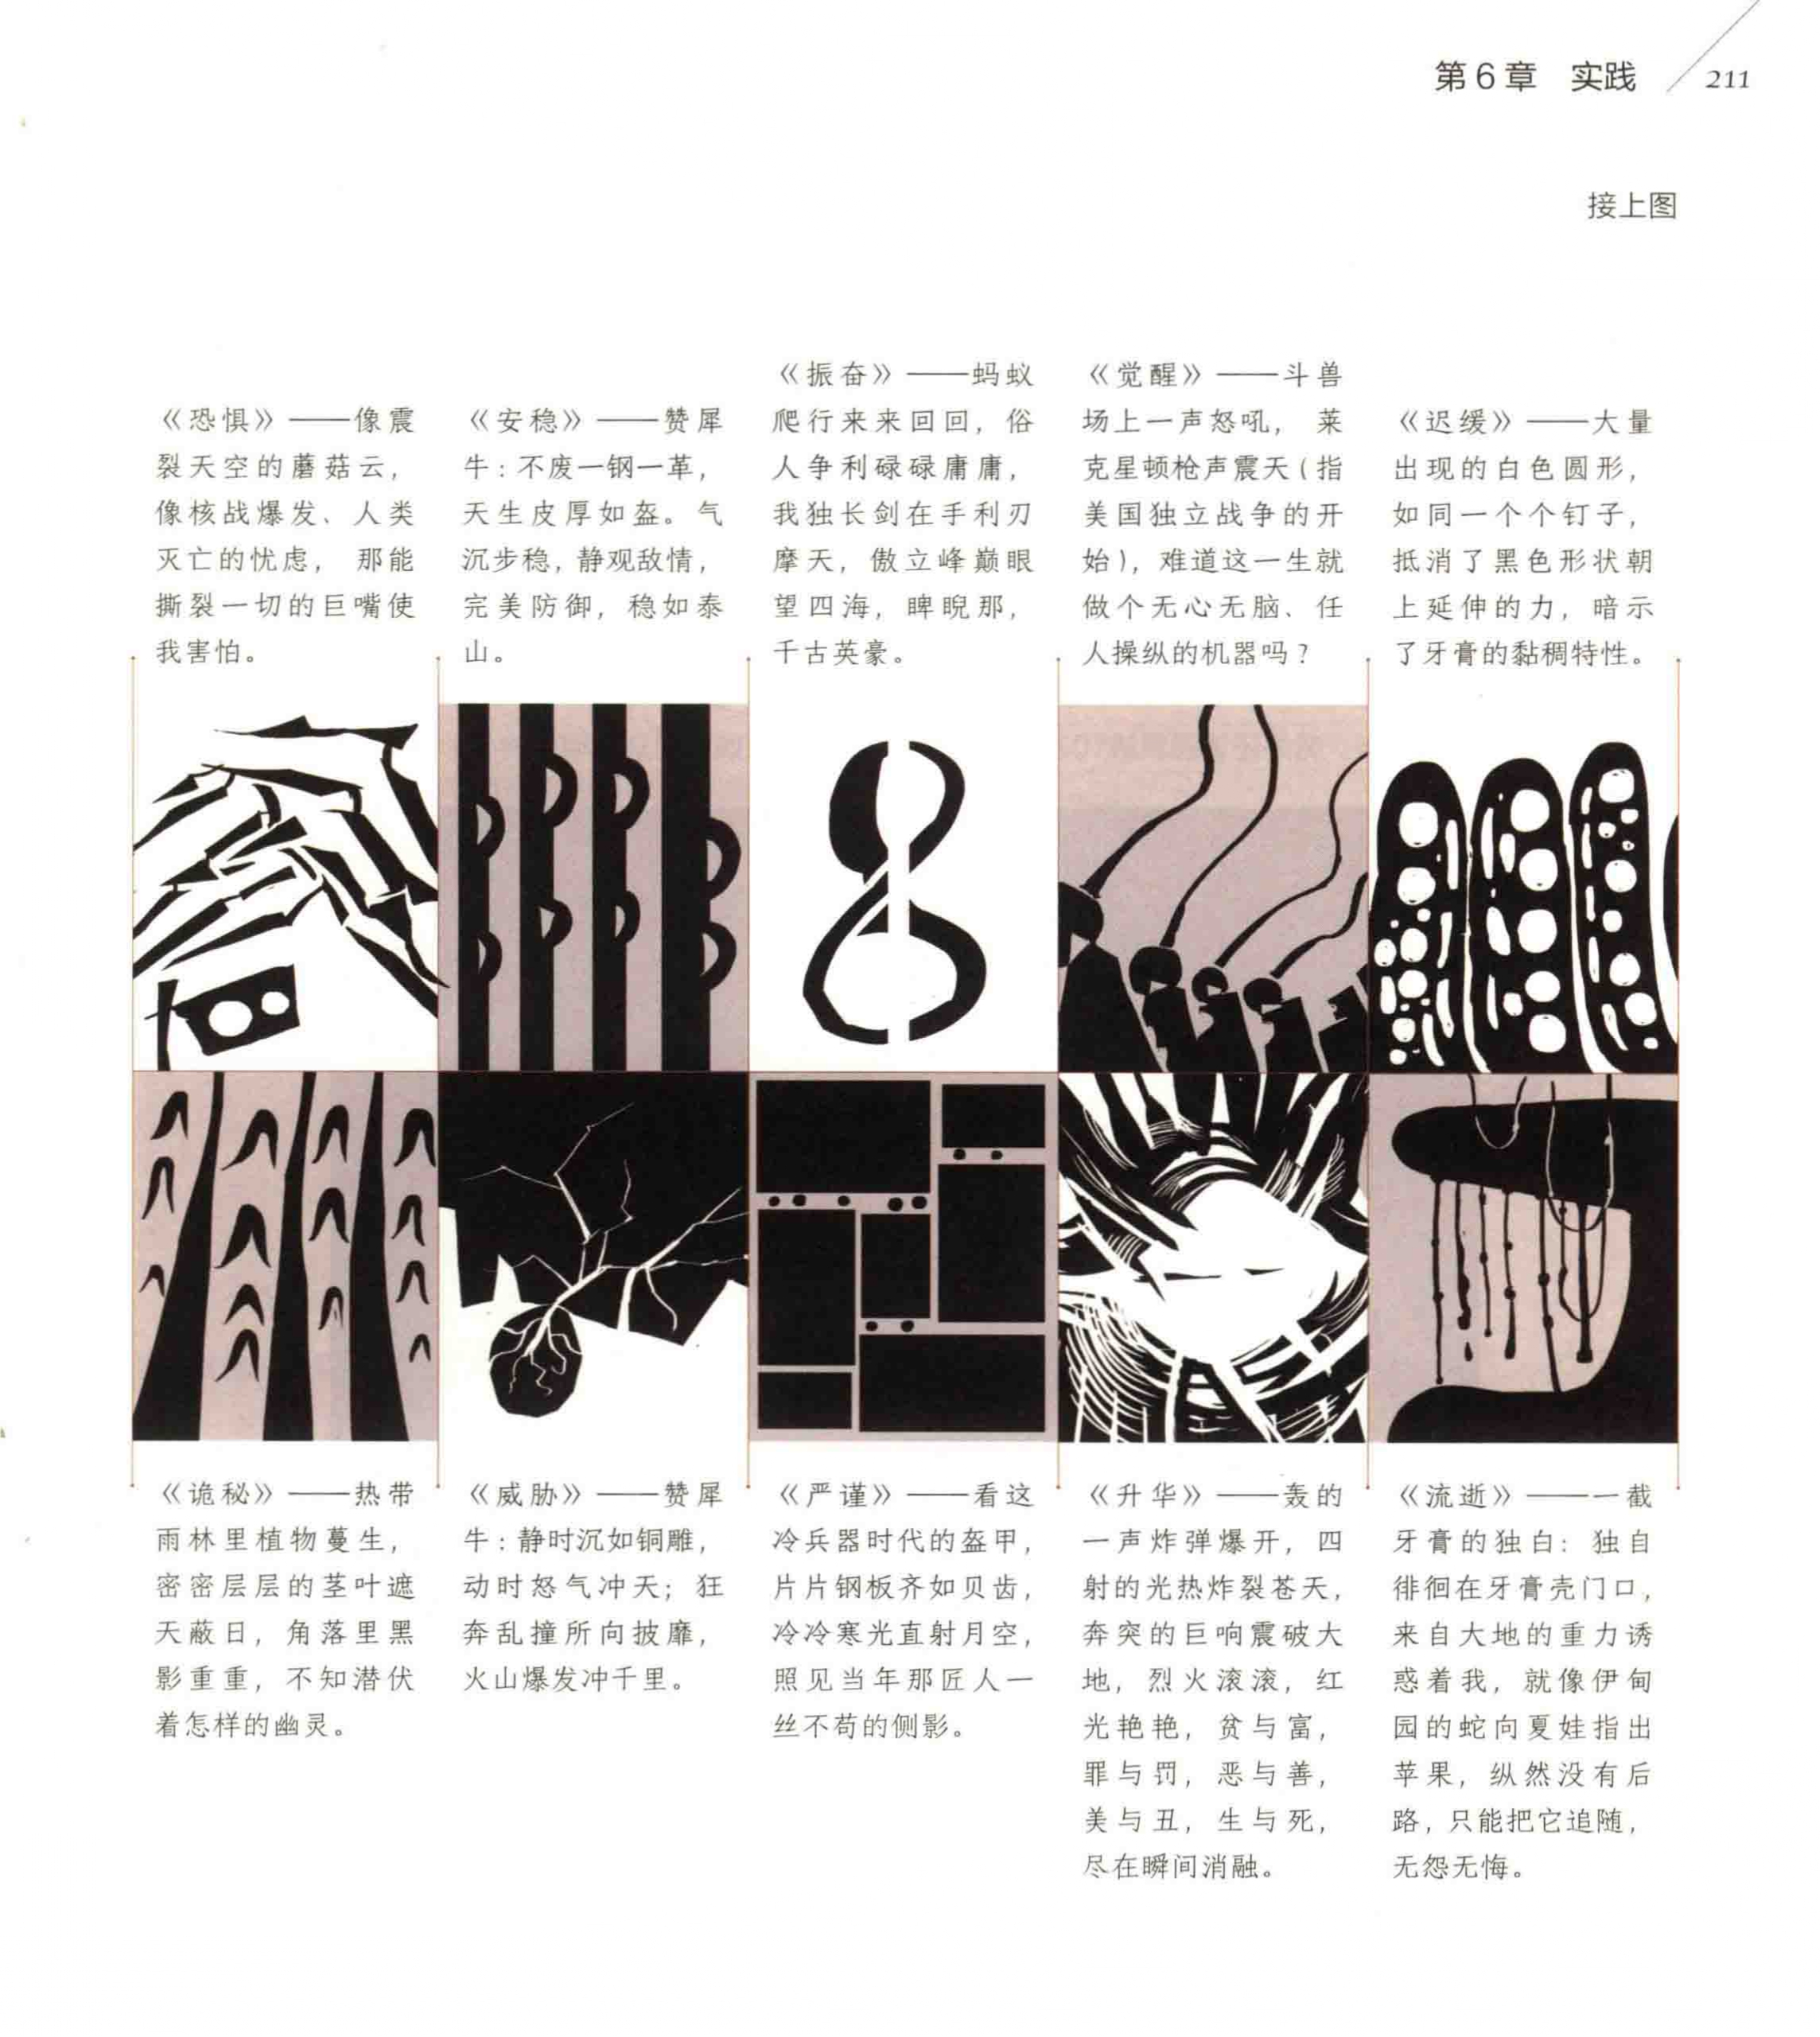 第6章 实践 211
接上图
《恐惧》——像震
裂天空的蘑菇云，
像核战爆发、人类
灭亡的忧虑， 那能
撕裂一切的巨嘴使
我害怕。
《安稳》——赞犀
牛：不废一钢一革，
天生皮厚如盔。气
沉步稳，静观敌情，
完美防御，稳如泰
山。
《振奋》——蚂蚁
爬行来来回回，俗
人争利碌碌庸庸，
我独长剑在手利刃
摩天，傲立峰巅眼
望四海，睥睨那，
千古英豪。
《觉醒》——斗兽
场上一声怒吼， 莱
克星顿枪声震天（指
美国独立战争的开
始），难道这一生就
做个无心无脑、任
人操纵的机器吗？
《迟缓》——大量
出现的白色圆形，
如同一个个钉子，
抵消了黑色形状朝
上延伸的力，暗示
了牙膏的黏稠特性。
《诡秘》——热带
雨林里植物蔓生，
密密层层的茎叶遮
天蔽日，角落里黑
影重重，不知潜伏
着怎样的幽灵。
《威胁》——赞犀
牛：静时沉如铜雕，
动时怒气冲天；狂
奔乱撞所向披靡，
火山爆发冲千里。
《严谨》——看这
冷兵器时代的盔甲，
片片钢板齐如贝齿，
冷冷寒光直射月空，
照见当年那匠人一
丝不苟的侧影。
《升华》——轰的
一声炸弹爆开，四
射的光热炸裂苍天，
奔突的巨响震破大
地，烈火滚滚，红
光艳艳，贫与富，
罪与罚，恶与善，
美与丑，生与死，
尽在瞬间消融。
《流逝》——一截
牙膏的独白：独自
徘徊在牙膏壳门口，
来自大地的重力诱
惑着我，就像伊甸
园的蛇向夏娃指出
苹果，纵然没有后
路，只能把它追随，
无怨无悔。